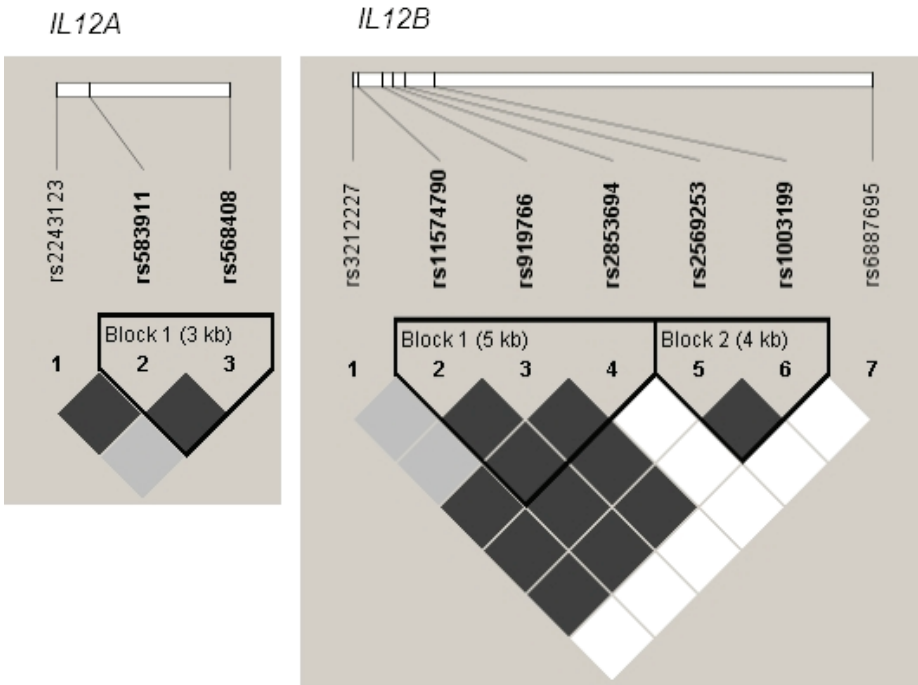 IL12A
rs2243123
rs583911
rs568408
Block 1 (3 kb)
1 2 3
IL12B
rs3212227
rs11574790
rs919766
rs2853694
rs2569253
rs1003199
rs6887695
Block 1 (5 kb)
Block 2 (4 kb)
1 2 3 4 5 6 7